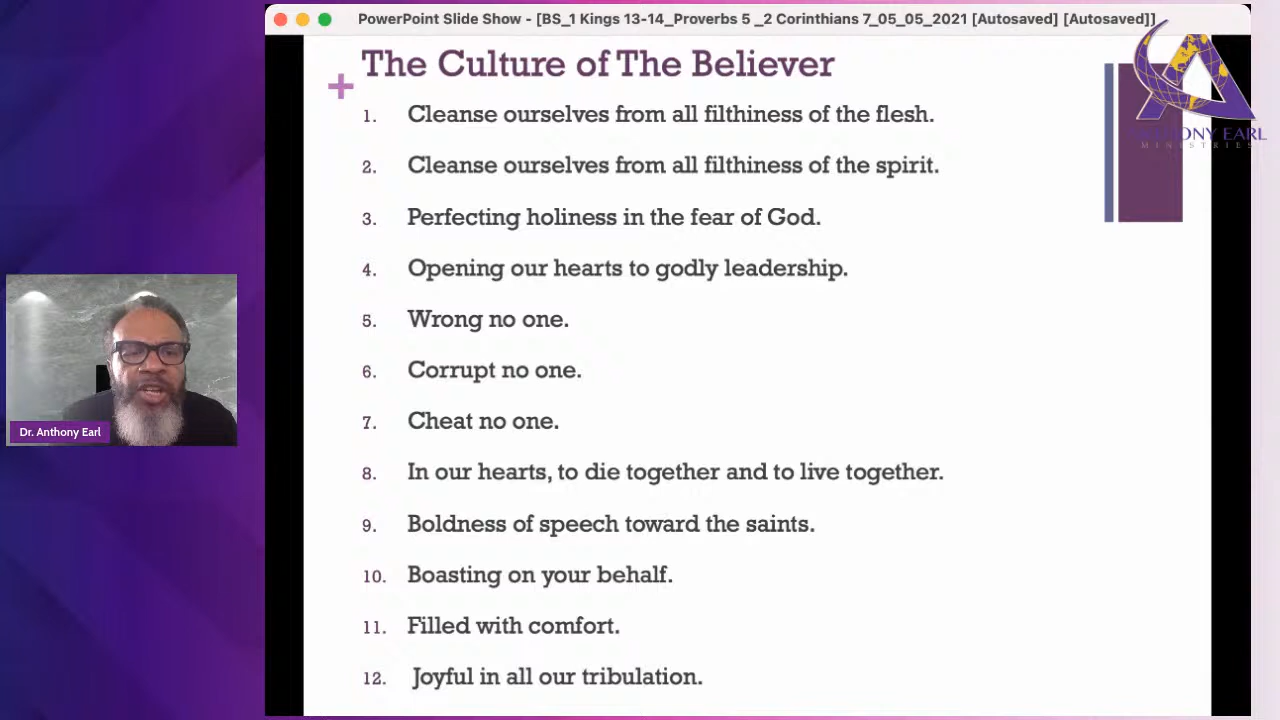 PowerPoint Slide Show - [BS_1 Kings 13-14_Proverbs 5 _2 Corinthians 7_05_05_2021 [Autosaved] [Autosaved]]
The Culture of The Believer
+
1. Cleanse ourselves from all filthiness of the flesh.
2. Cleanse ourselves from all filthiness of the spirit.
3. Perfecting holiness in the fear of God.
4. Opening our hearts to godly leadership.
5. Wrong no one.
6. Corrupt no one.
7. Cheat no one.
8. In our hearts, to die together and to live together.
9. Boldness of speech toward the saints.
10. Boasting on your behalf.
11. Filled with comfort.
12. Joyful in all our tribulation.
ANTHONY EARL
MINISTRIES
Dr. Anthony Earl